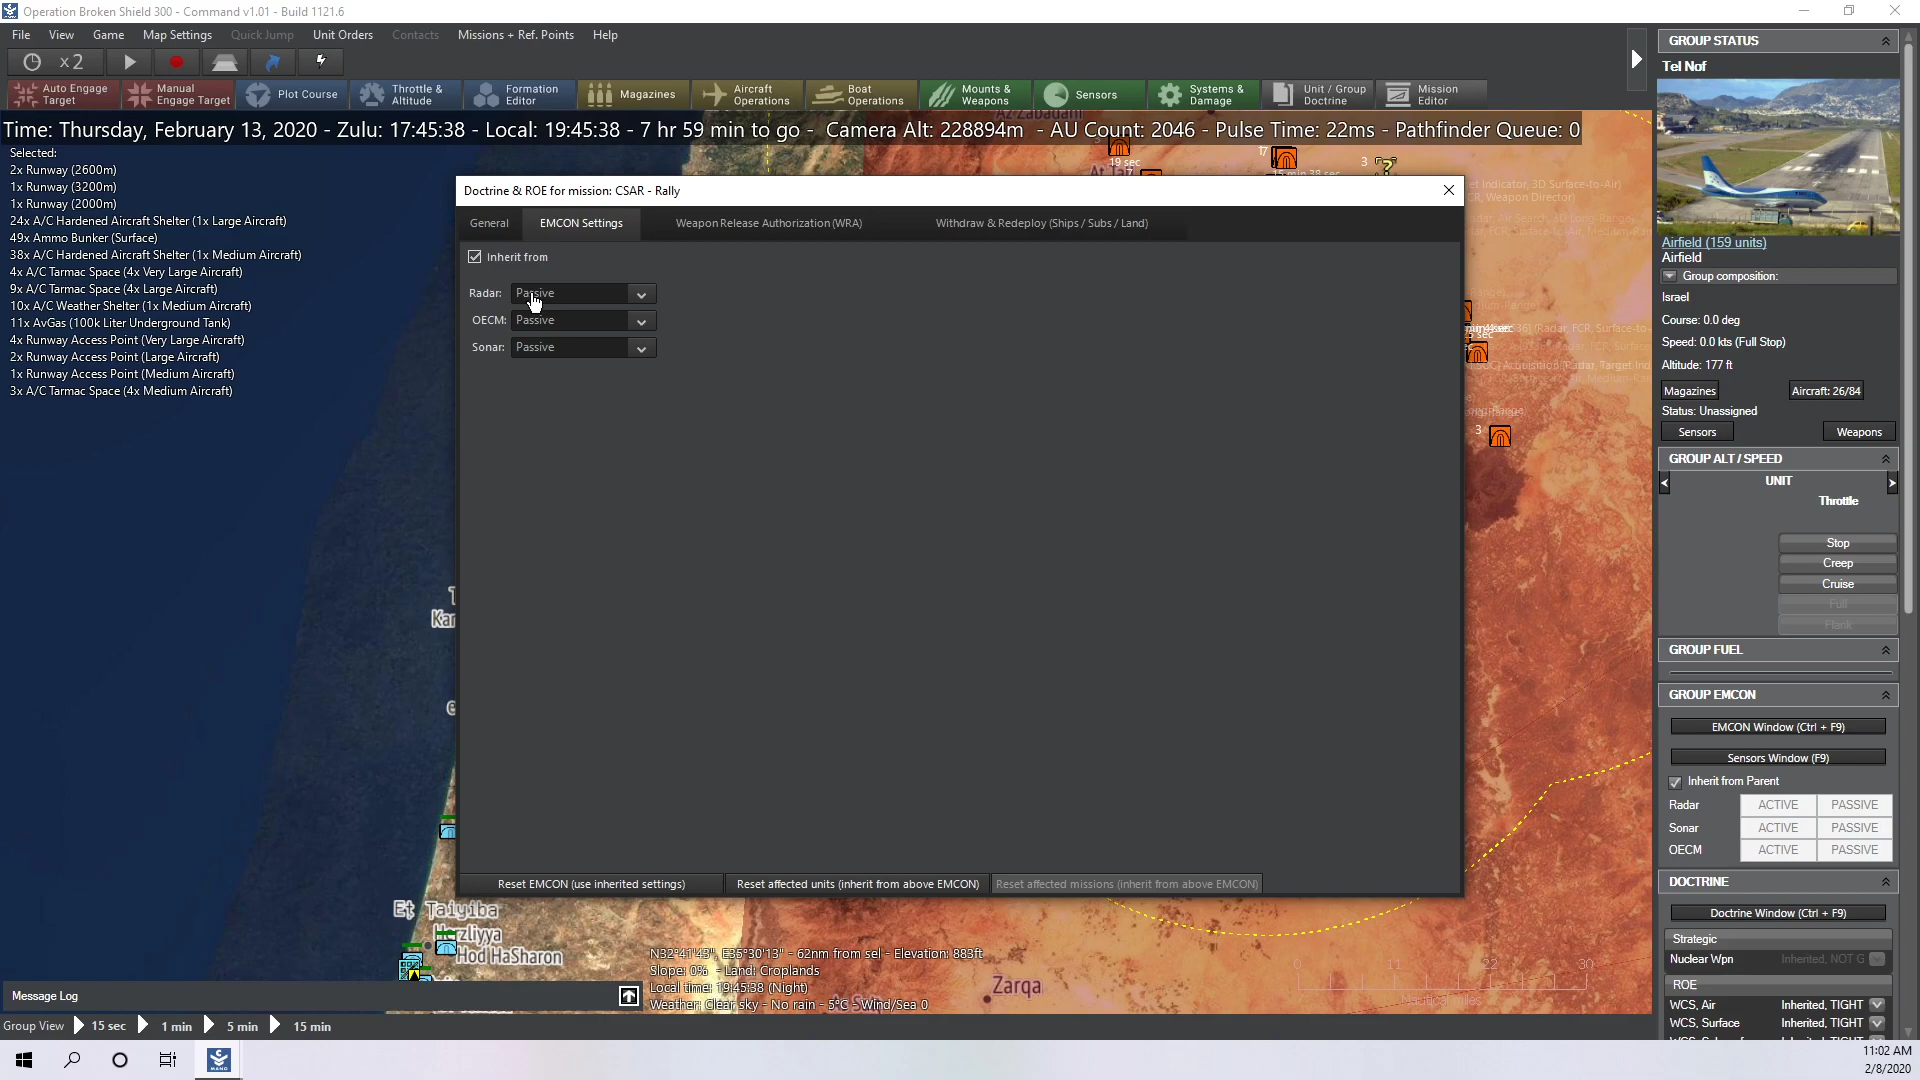 Operation Broken Shield 300 - Command v1.01 - Build 1121.6
File View Game Map Settings Quick Jump Unit Orders Contacts Missions + Ref. Points Help
x 2
Auto Engage Target
Manual Engage Target
Plot Course
Throttle & Altitude
Formation Editor
Magazines
Aircraft Operations
Boat Operations
Mounts & Weapons
Sensors
Systems & Damage
Unit / Group Doctrine
Mission Editor
Time: Thursday, February 13, 2020 - Zulu: 17:45:38 - Local: 19:45:38 - 7 hr 59 min to go - Camera Alt: 228894m - AU Count: 2046 - Pulse Time: 22ms - Pathfinder Queue: 0
Selected:
2x Runway (2600m)
1x Runway (3200m)
1x Runway (2000m)
24x A/C Hardened Aircraft Shelter (1x Large Aircraft)
49x Ammo Bunker (Surface)
38x A/C Hardened Aircraft Shelter (1x Medium Aircraft)
4x A/C Tarmac Space (4x Very Large Aircraft)
9x A/C Tarmac Space (4x Large Aircraft)
10x A/C Weather Shelter (1x Medium Aircraft)
11x AvGas (100k Liter Underground Tank)
4x Runway Access Point (Very Large Aircraft)
2x Runway Access Point (Large Aircraft)
1x Runway Access Point (Medium Aircraft)
3x A/C Tarmac Space (4x Medium Aircraft)
19 sec
17
3
Doctrine & ROE for mission: CSAR - Rally
General
EMCON Settings
Weapon Release Authorization (WRA)
Withdraw & Redeploy (Ships / Subs / Land)
Inherit from
Radar: Passive
OECM: Passive
Sonar: Passive
Reset EMCON (use inherited settings)
Reset affected units (inherit from above EMCON)
Reset affected missions (inherit from above EMCON)
3
Et Taiyiba
Herzliyya
Hod HaSharon
Zarqa
N32°41'43", E35°30'13" - 62nm from sel - Elevation: 883ft
Slope: 0% - Land: Croplands
Local time: 19:45:38 (Night)
Weather: Clear sky - No rain - 5°C - Wind/Sea 0
0 11 22 30
Nautical miles
Message Log
Group View 15 sec 1 min 5 min 15 min
GROUP STATUS
Tel Nof
Airfield (159 units)
Airfield
Group composition:
Israel
Course: 0.0 deg
Speed: 0.0 kts (Full Stop)
Altitude: 177 ft
Magazines
Aircraft: 26/84
Status: Unassigned
Sensors
Weapons
GROUP ALT / SPEED
UNIT
Throttle
Stop
Creep
Cruise
Full
Flank
GROUP FUEL
GROUP EMCON
EMCON Window (Ctrl + F9)
Sensors Window (F9)
Inherit from Parent
Radar ACTIVE PASSIVE
Sonar ACTIVE PASSIVE
OECM ACTIVE PASSIVE
DOCTRINE
Doctrine Window (Ctrl + F9)
Strategic
Nuclear Wpn Inherited, NOT G
ROE
WCS, Air Inherited, TIGHT
WCS, Surface Inherited, TIGHT
11:02 AM
2/8/2020